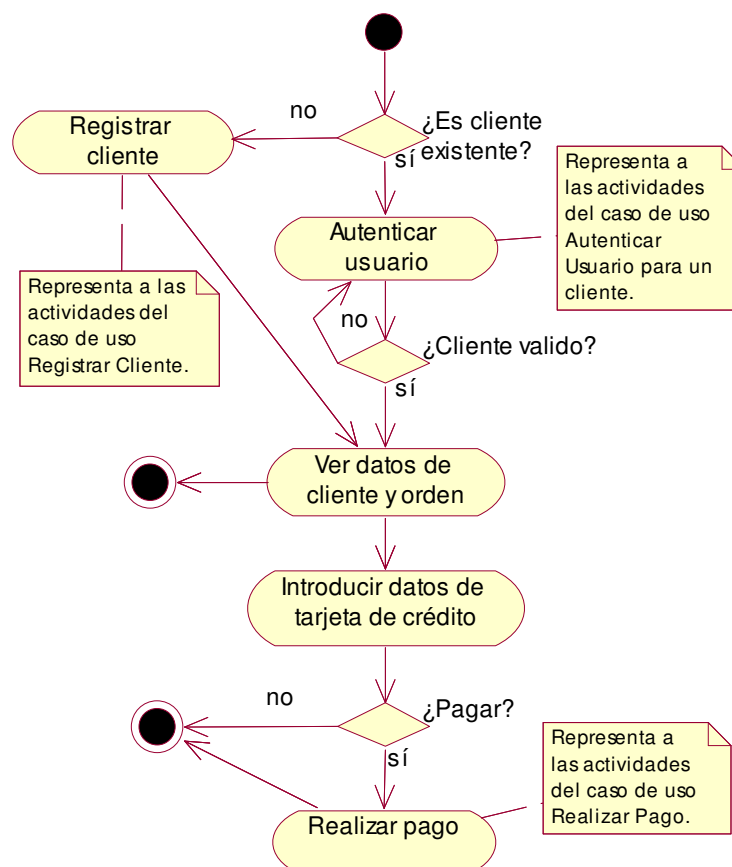 no
¿Es cliente
existente?
sí
Registrar
cliente
Representa a
las actividades
del caso de uso
Autenticar
Usuario para un
cliente.
Autenticar
usuario
Representa a las
actividades del
caso de uso
Registrar Cliente.
no
¿Cliente valido?
sí
Ver datos de
cliente y orden
Introducir datos de
tarjeta de crédito
no
¿Pagar?
sí
Representa a
las actividades
del caso de uso
Realizar Pago.
Realizar pago